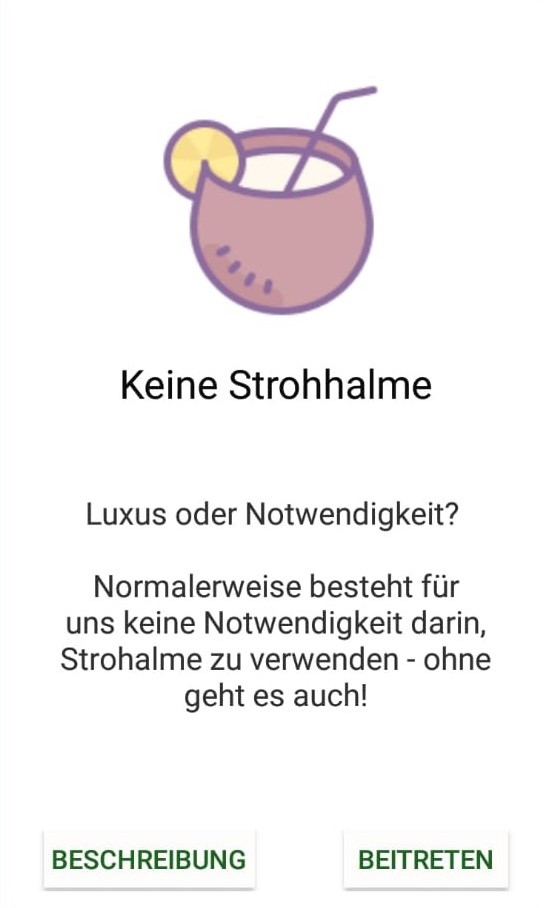 Keine Strohhalme
Luxus oder Notwendigkeit?
Normalerweise besteht für
uns keine Notwendigkeit darin,
Strohalme zu verwenden - ohne
geht es auch!
BESCHREIBUNG
BEITRETEN